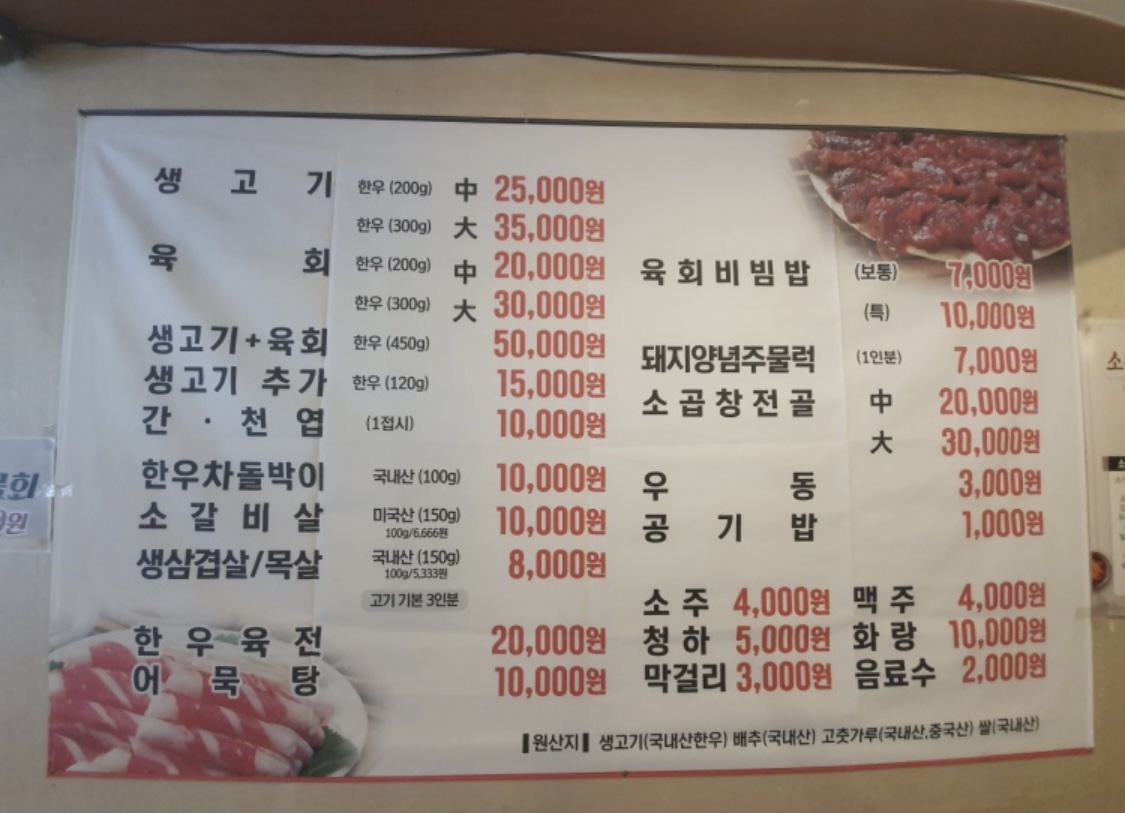 생고기 한우 (200g) 中 25,000원
한우 (300g) 大 35,000원
육회 한우 (200g) 中 20,000원
한우 (300g) 大 30,000원
생고기+육회 한우 (450g) 50,000원
생고기 추가 한우 (120g) 15,000원
간·천엽 (1접시) 10,000원
한우차돌박이 국내산 (100g) 10,000원
소갈비살 미국산 (150g) 10,000원
100g/6,666원
생삼겹살/목살 국내산 (150g) 8,000원
100g/5,333원
고기 기본 3인분
한우육전 20,000원
어묵탕 10,000원
육회비빔밥 (보통) 7,000원
(특) 10,000원
돼지양념주물럭 (1인분) 7,000원
소곱창전골 中 20,000원
大 30,000원
우동 3,000원
공기밥 1,000원
소주 4,000원 맥주 4,000원
청하 5,000원 화랑 10,000원
막걸리 3,000원 음료수 2,000원
▌원산지▐ 생고기(국내산한우) 배추(국내산) 고춧가루(국내산,중국산) 쌀(국내산)
회
원
소